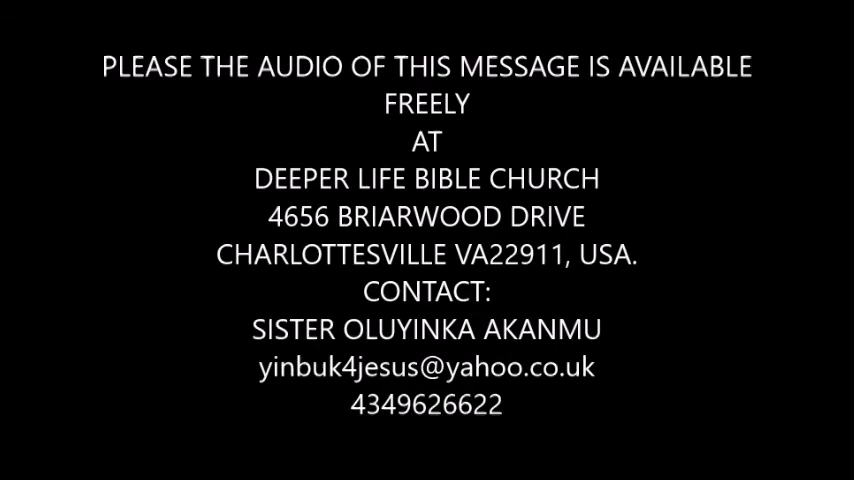 PLEASE THE AUDIO OF THIS MESSAGE IS AVAILABLE
FREELY
AT
DEEPER LIFE BIBLE CHURCH
4656 BRIARWOOD DRIVE
CHARLOTTESVILLE VA22911, USA.
CONTACT:
SISTER OLUYINKA AKANMU
yinbuk4jesus@yahoo.co.uk
4349626622